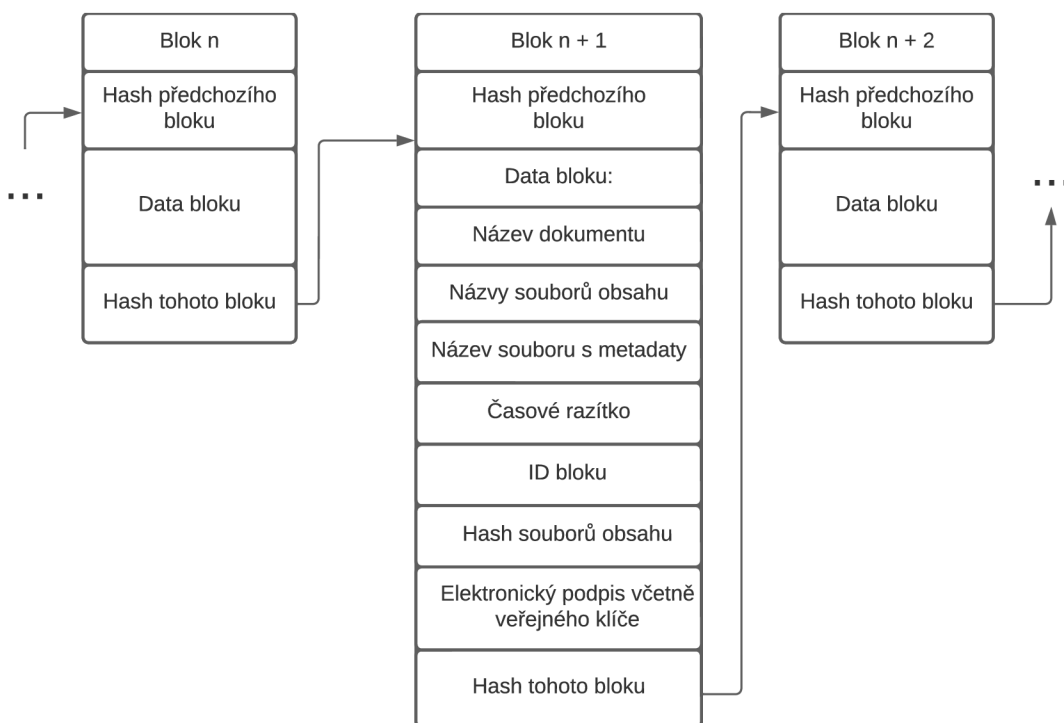 ...
Blok n
Hash předchozího
bloku
Data bloku
Hash tohoto bloku
Blok n + 1
Hash předchozího
bloku
Data bloku:
Název dokumentu
Názvy souborů obsahu
Název souboru s metadaty
Časové razítko
ID bloku
Hash souborů obsahu
Elektronický podpis včetně
veřejného klíče
Hash tohoto bloku
Blok n + 2
Hash předchozího
bloku
Data bloku
Hash tohoto bloku
...